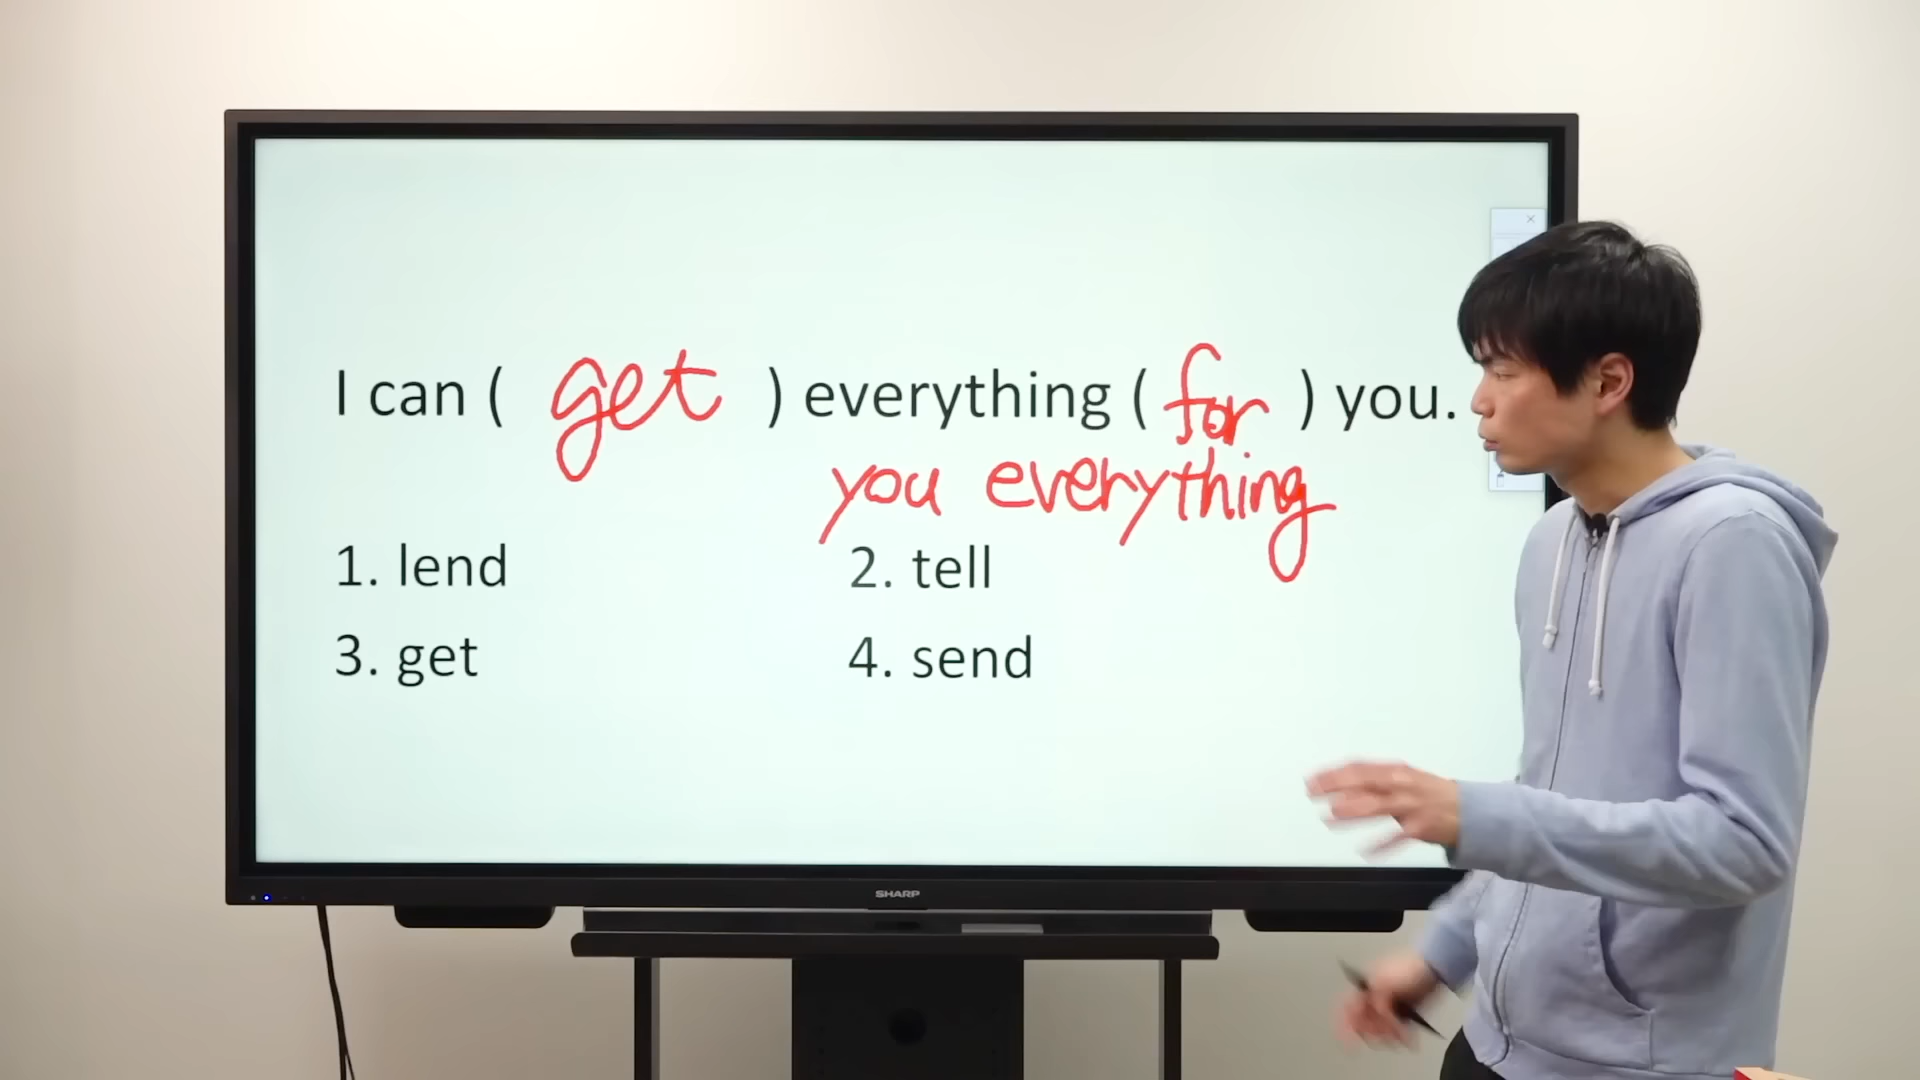 I can ( get ) everything ( for ) you.
you everything
1. lend 2. tell
3. get 4. send
SHARP